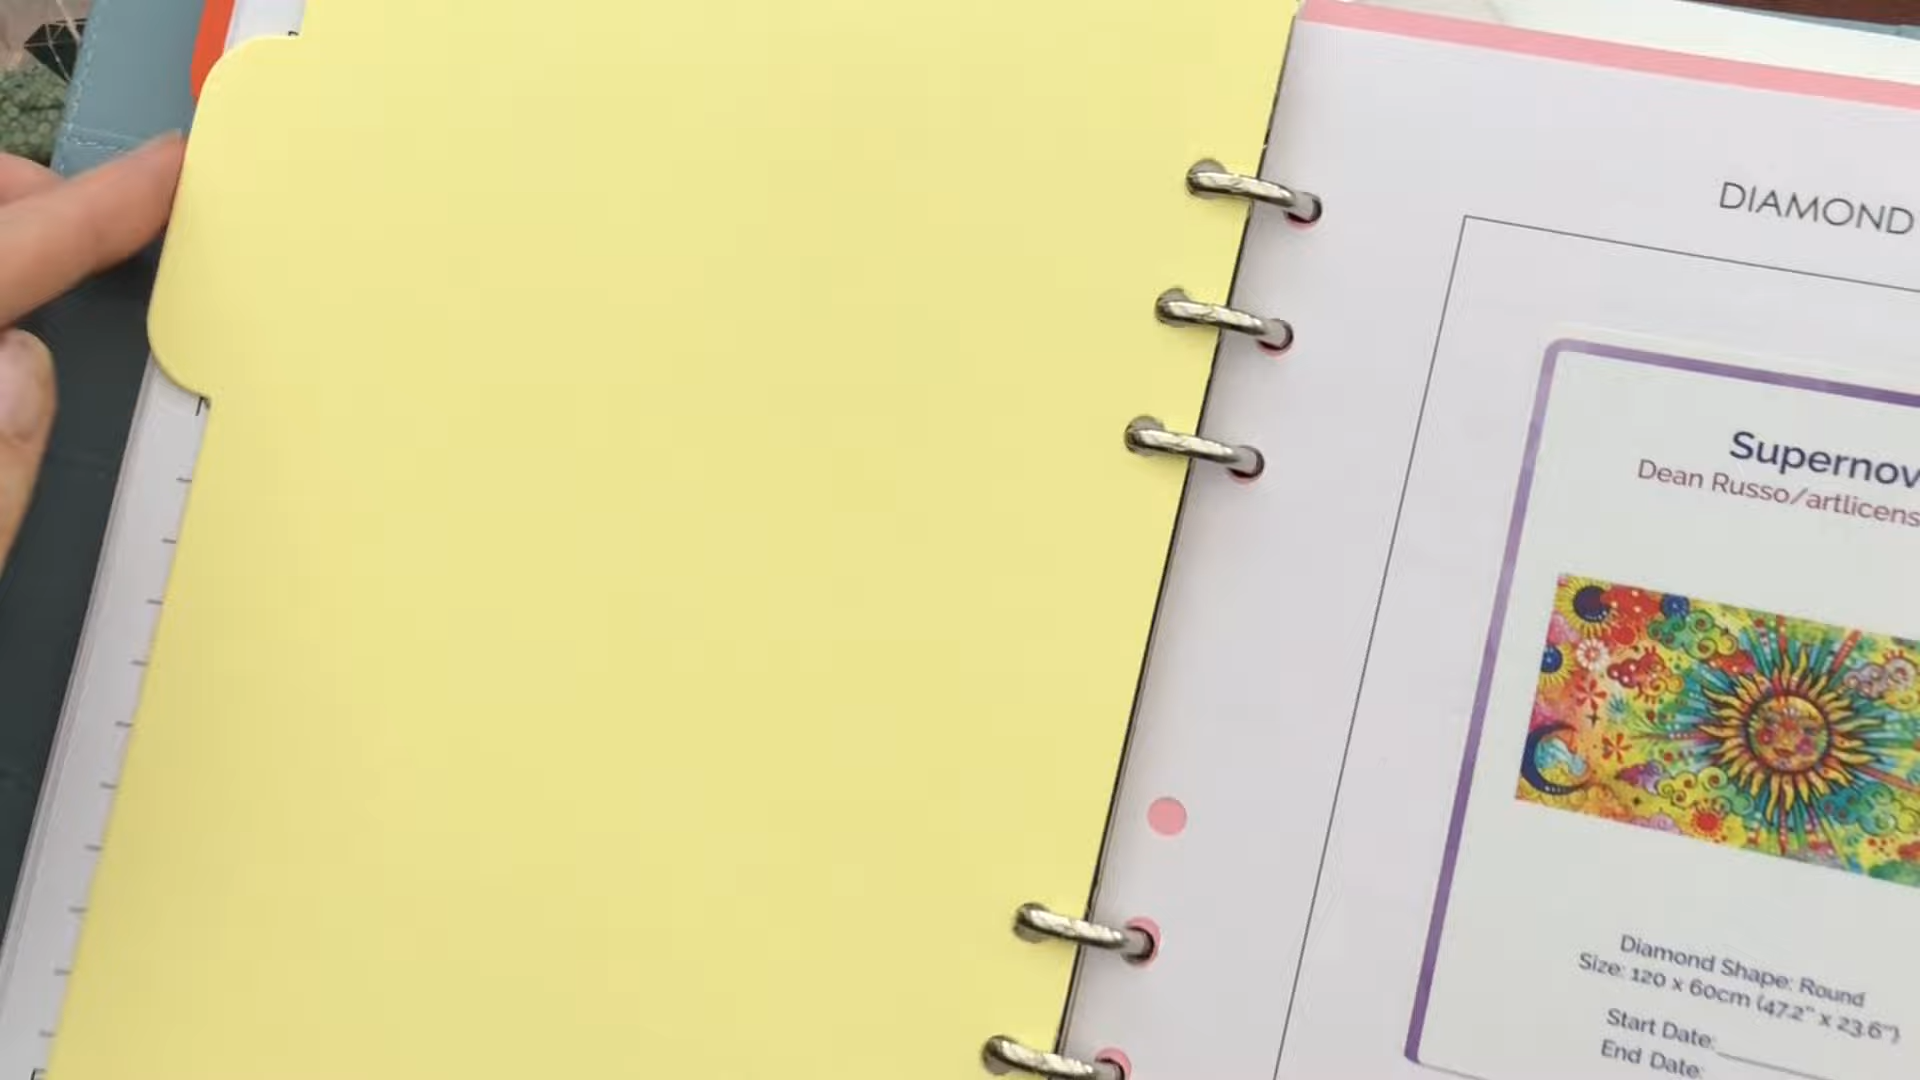 DIAMOND
Supernov
Dean Russo/artlicens
Diamond Shape: Round
Size: 120 x 60cm (47.2" x 23.6")
Start Date:
End Date: